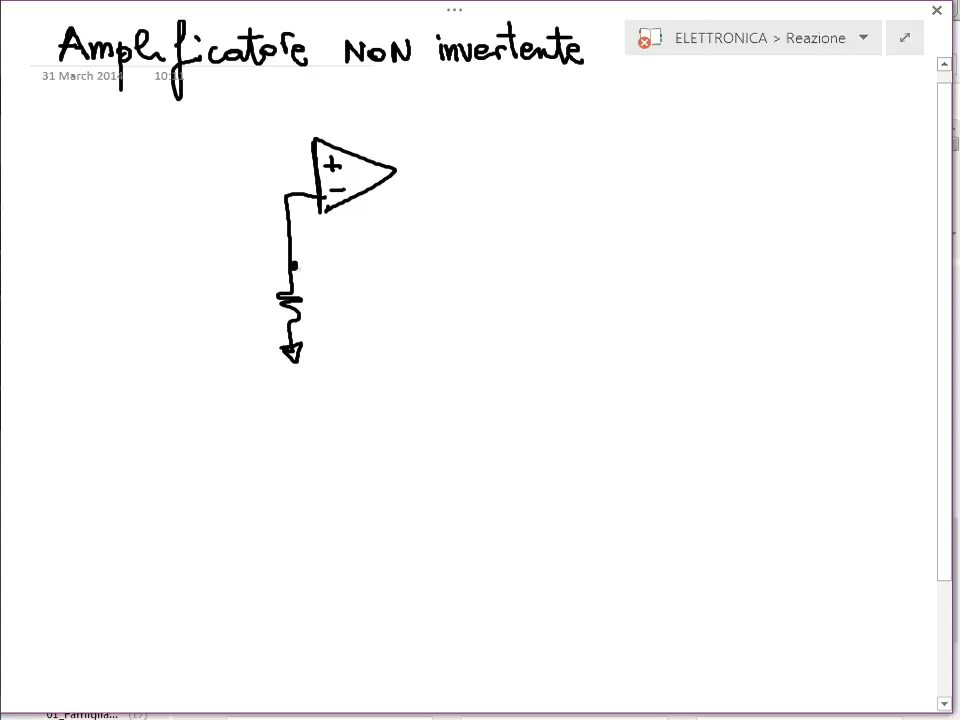 Amplificatore NON invertente
ELETTRONICA > Reazione
31 March 2014
+
−